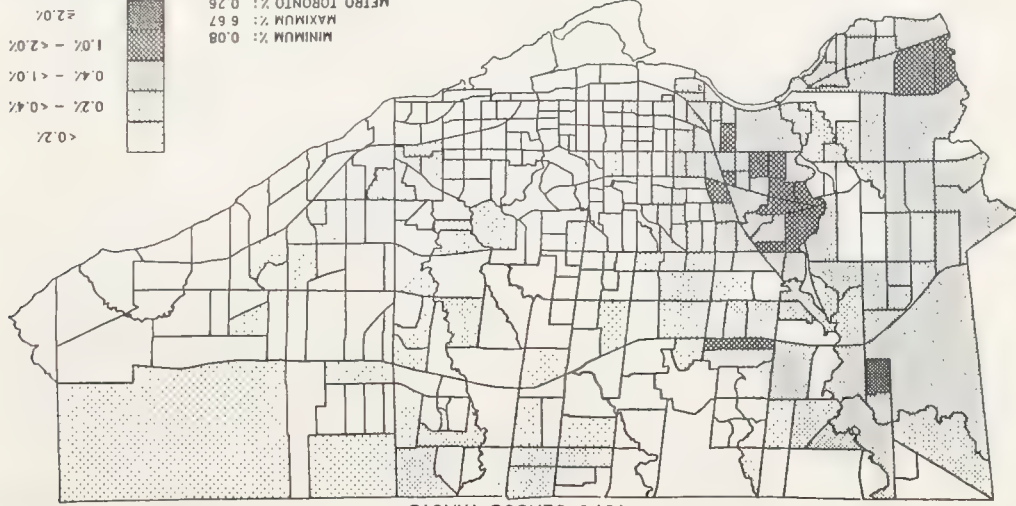 MINIMUM %: 0.08
MAXIMUM %: 6.67
METRO TORONTO %: 0.76
<0.2%
0.2% - <0.4%
0.4% - <1.0%
1.0% - <2.0%
≥2.0%